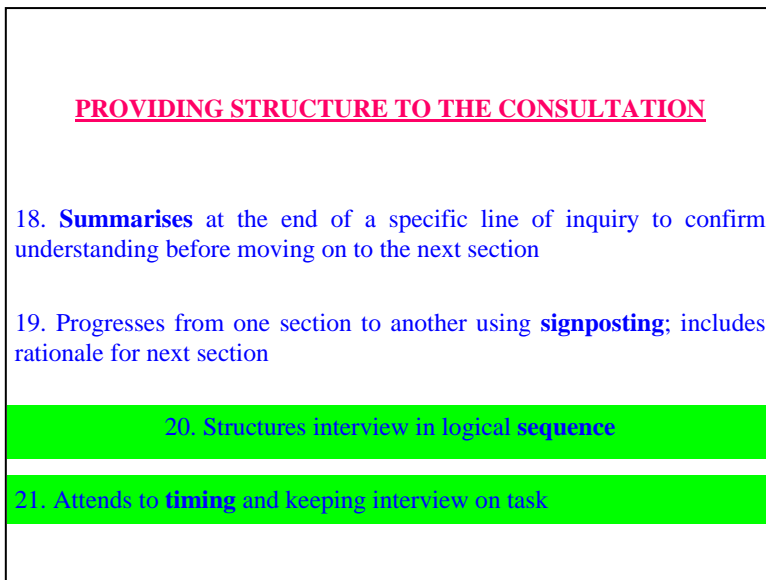 PROVIDING STRUCTURE TO THE CONSULTATION
18. Summarises at the end of a specific line of inquiry to confirm
understanding before moving on to the next section
19. Progresses from one section to another using signposting; includes
rationale for next section
20. Structures interview in logical sequence
21. Attends to timing and keeping interview on task